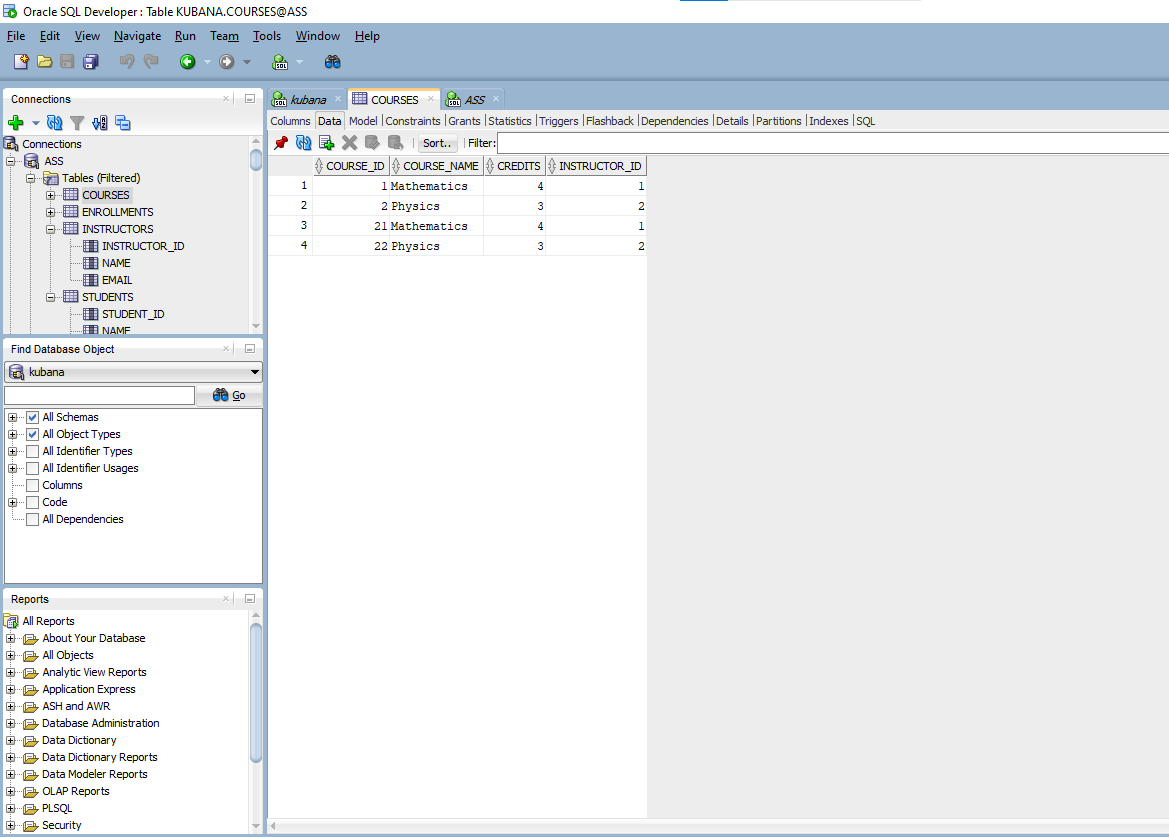 Oracle SQL Developer : Table KUBANA.COURSES@ASS
File Edit View Navigate Run Team Tools Window Help
Connections
Connections
ASS
Tables (Filtered)
COURSES
ENROLLMENTS
INSTRUCTORS
INSTRUCTOR_ID
NAME
EMAIL
STUDENTS
STUDENT_ID
NAME
Find Database Object
kubana
Go
All Schemas
All Object Types
All Identifier Types
All Identifier Usages
Columns
Code
All Dependencies
Reports
All Reports
About Your Database
All Objects
Analytic View Reports
Application Express
ASH and AWR
Database Administration
Data Dictionary
Data Dictionary Reports
Data Modeler Reports
OLAP Reports
PLSQL
Security
kubana COURSES ASS
Columns Data Model Constraints Grants Statistics Triggers Flashback Dependencies Details Partitions Indexes SQL
Sort.. Filter:
COURSE_ID COURSE_NAME CREDITS INSTRUCTOR_ID
1 1 Mathematics 4 1
2 2 Physics 3 2
3 21 Mathematics 4 1
4 22 Physics 3 2